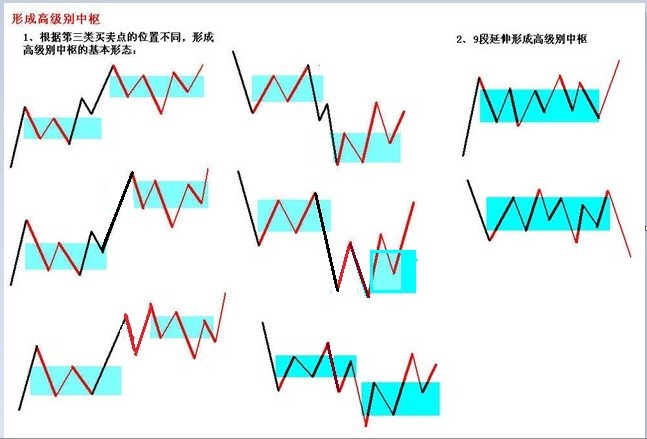 形成高级别中枢
1、根据第三类买卖点的位置不同，形成
高级别中枢的基本形态：
2、9段延伸形成高级别中枢